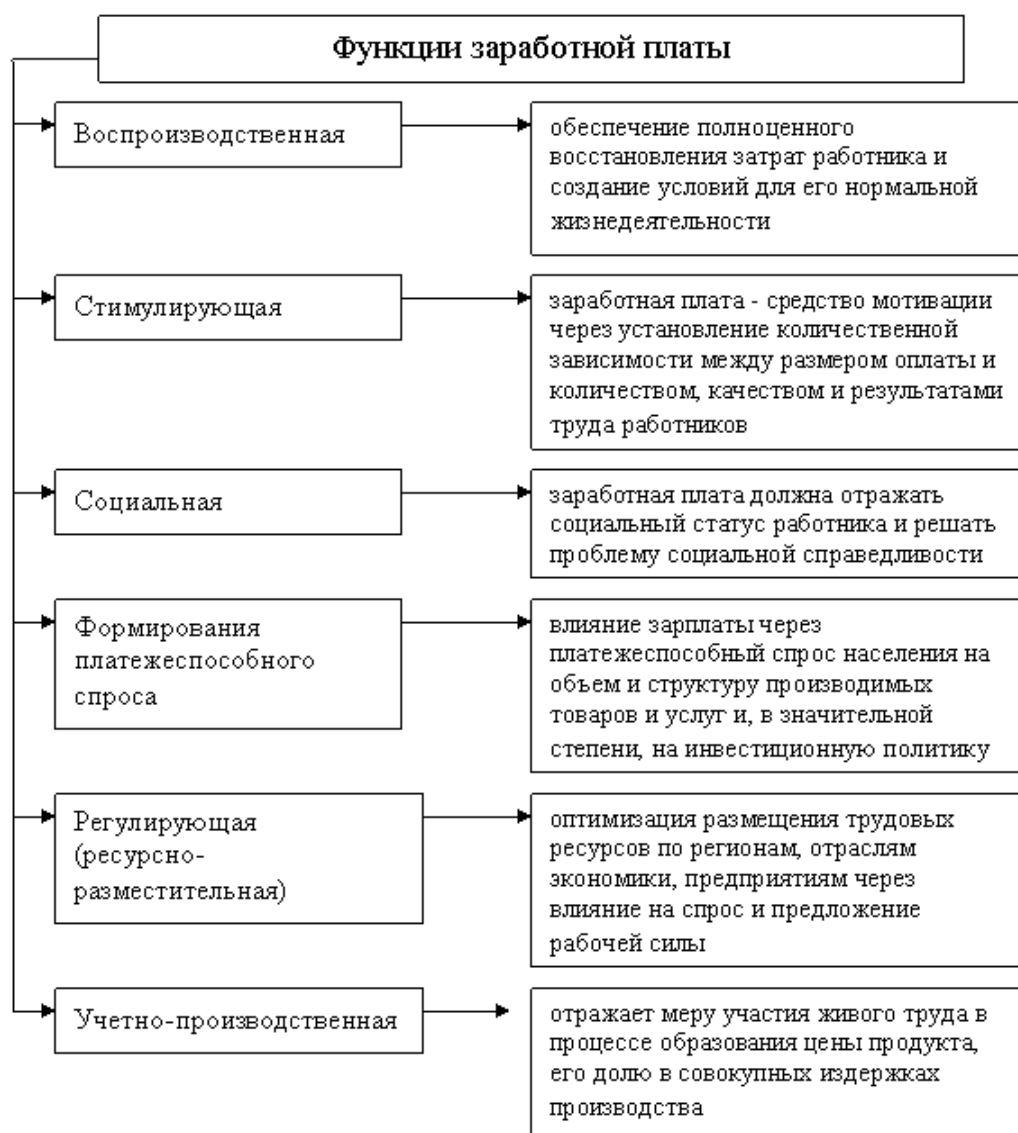 Функции заработной платы
Воспроизводственная
обеспечение полноценного
восстановления затрат работника и
создание условий для его нормальной
жизнедеятельности
Стимулирующая
заработная плата - средство мотивации
через установление количественной
зависимости между размером оплаты и
количеством, качеством и результатами
труда работников
Социальная
заработная плата должна отражать
социальный статус работника и решать
проблему социальной справедливости
Формирования
платежеспособного
спроса
влияние зарплаты через
платежеспособный спрос населения на
объем и структуру производимых
товаров и услуг и, в значительной
степени, на инвестиционную политику
Регулирующая
(ресурсно-
разместительная)
оптимизация размещения трудовых
ресурсов по регионам, отраслям
экономики, предприятиям через
влияние на спрос и предложение
рабочей силы
Учетно-производственная
отражает меру участия живого труда в
процессе образования цены продукта,
его долю в совокупных издержках
производства